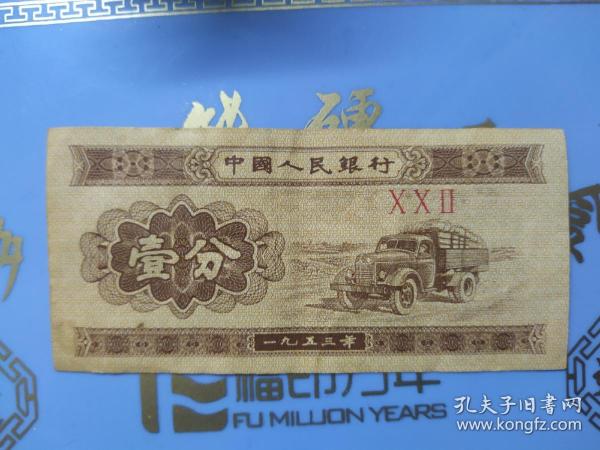 中國人民銀行
XXII
壹分
一九五三年
福印万年
FU MILLION YEARS
孔夫子旧书网
www.kongfz.com